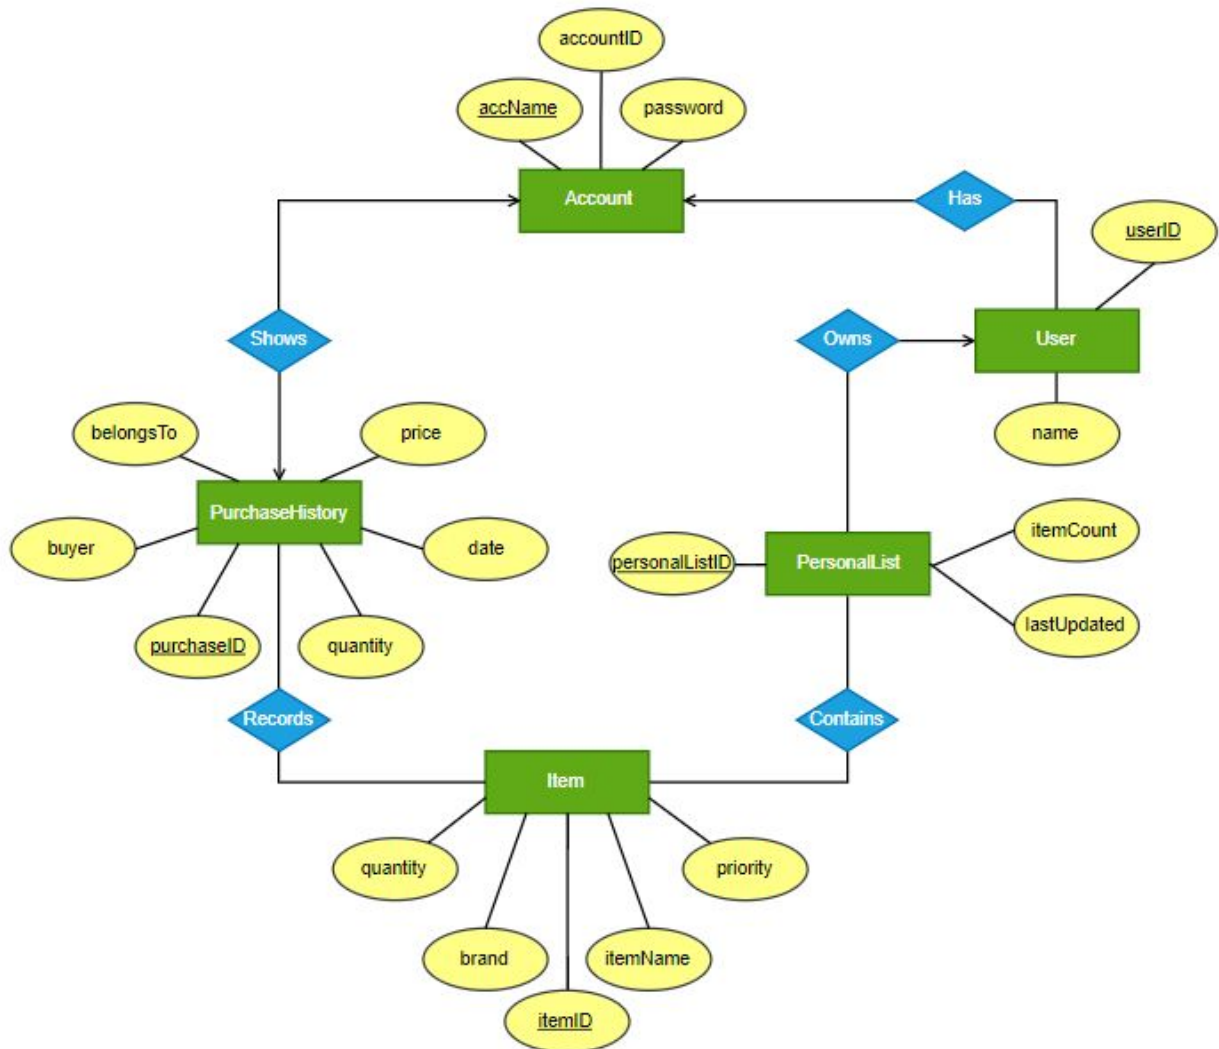 accountID
accName
password
Account
Has
userID
Shows
Owns
User
belongsTo
price
name
PurchaseHistory
itemCount
buyer
date
personalListID
PersonalList
lastUpdated
purchaseID
quantity
Records
Contains
Item
quantity
priority
brand
itemName
itemID